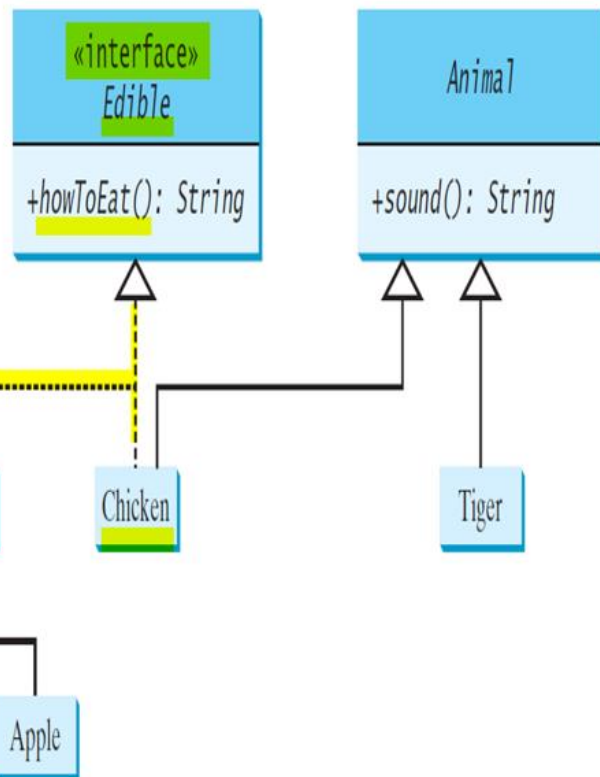 «interface»
Edible
+howToEat(): String
Animal
+sound(): String
Chicken
Tiger
Apple